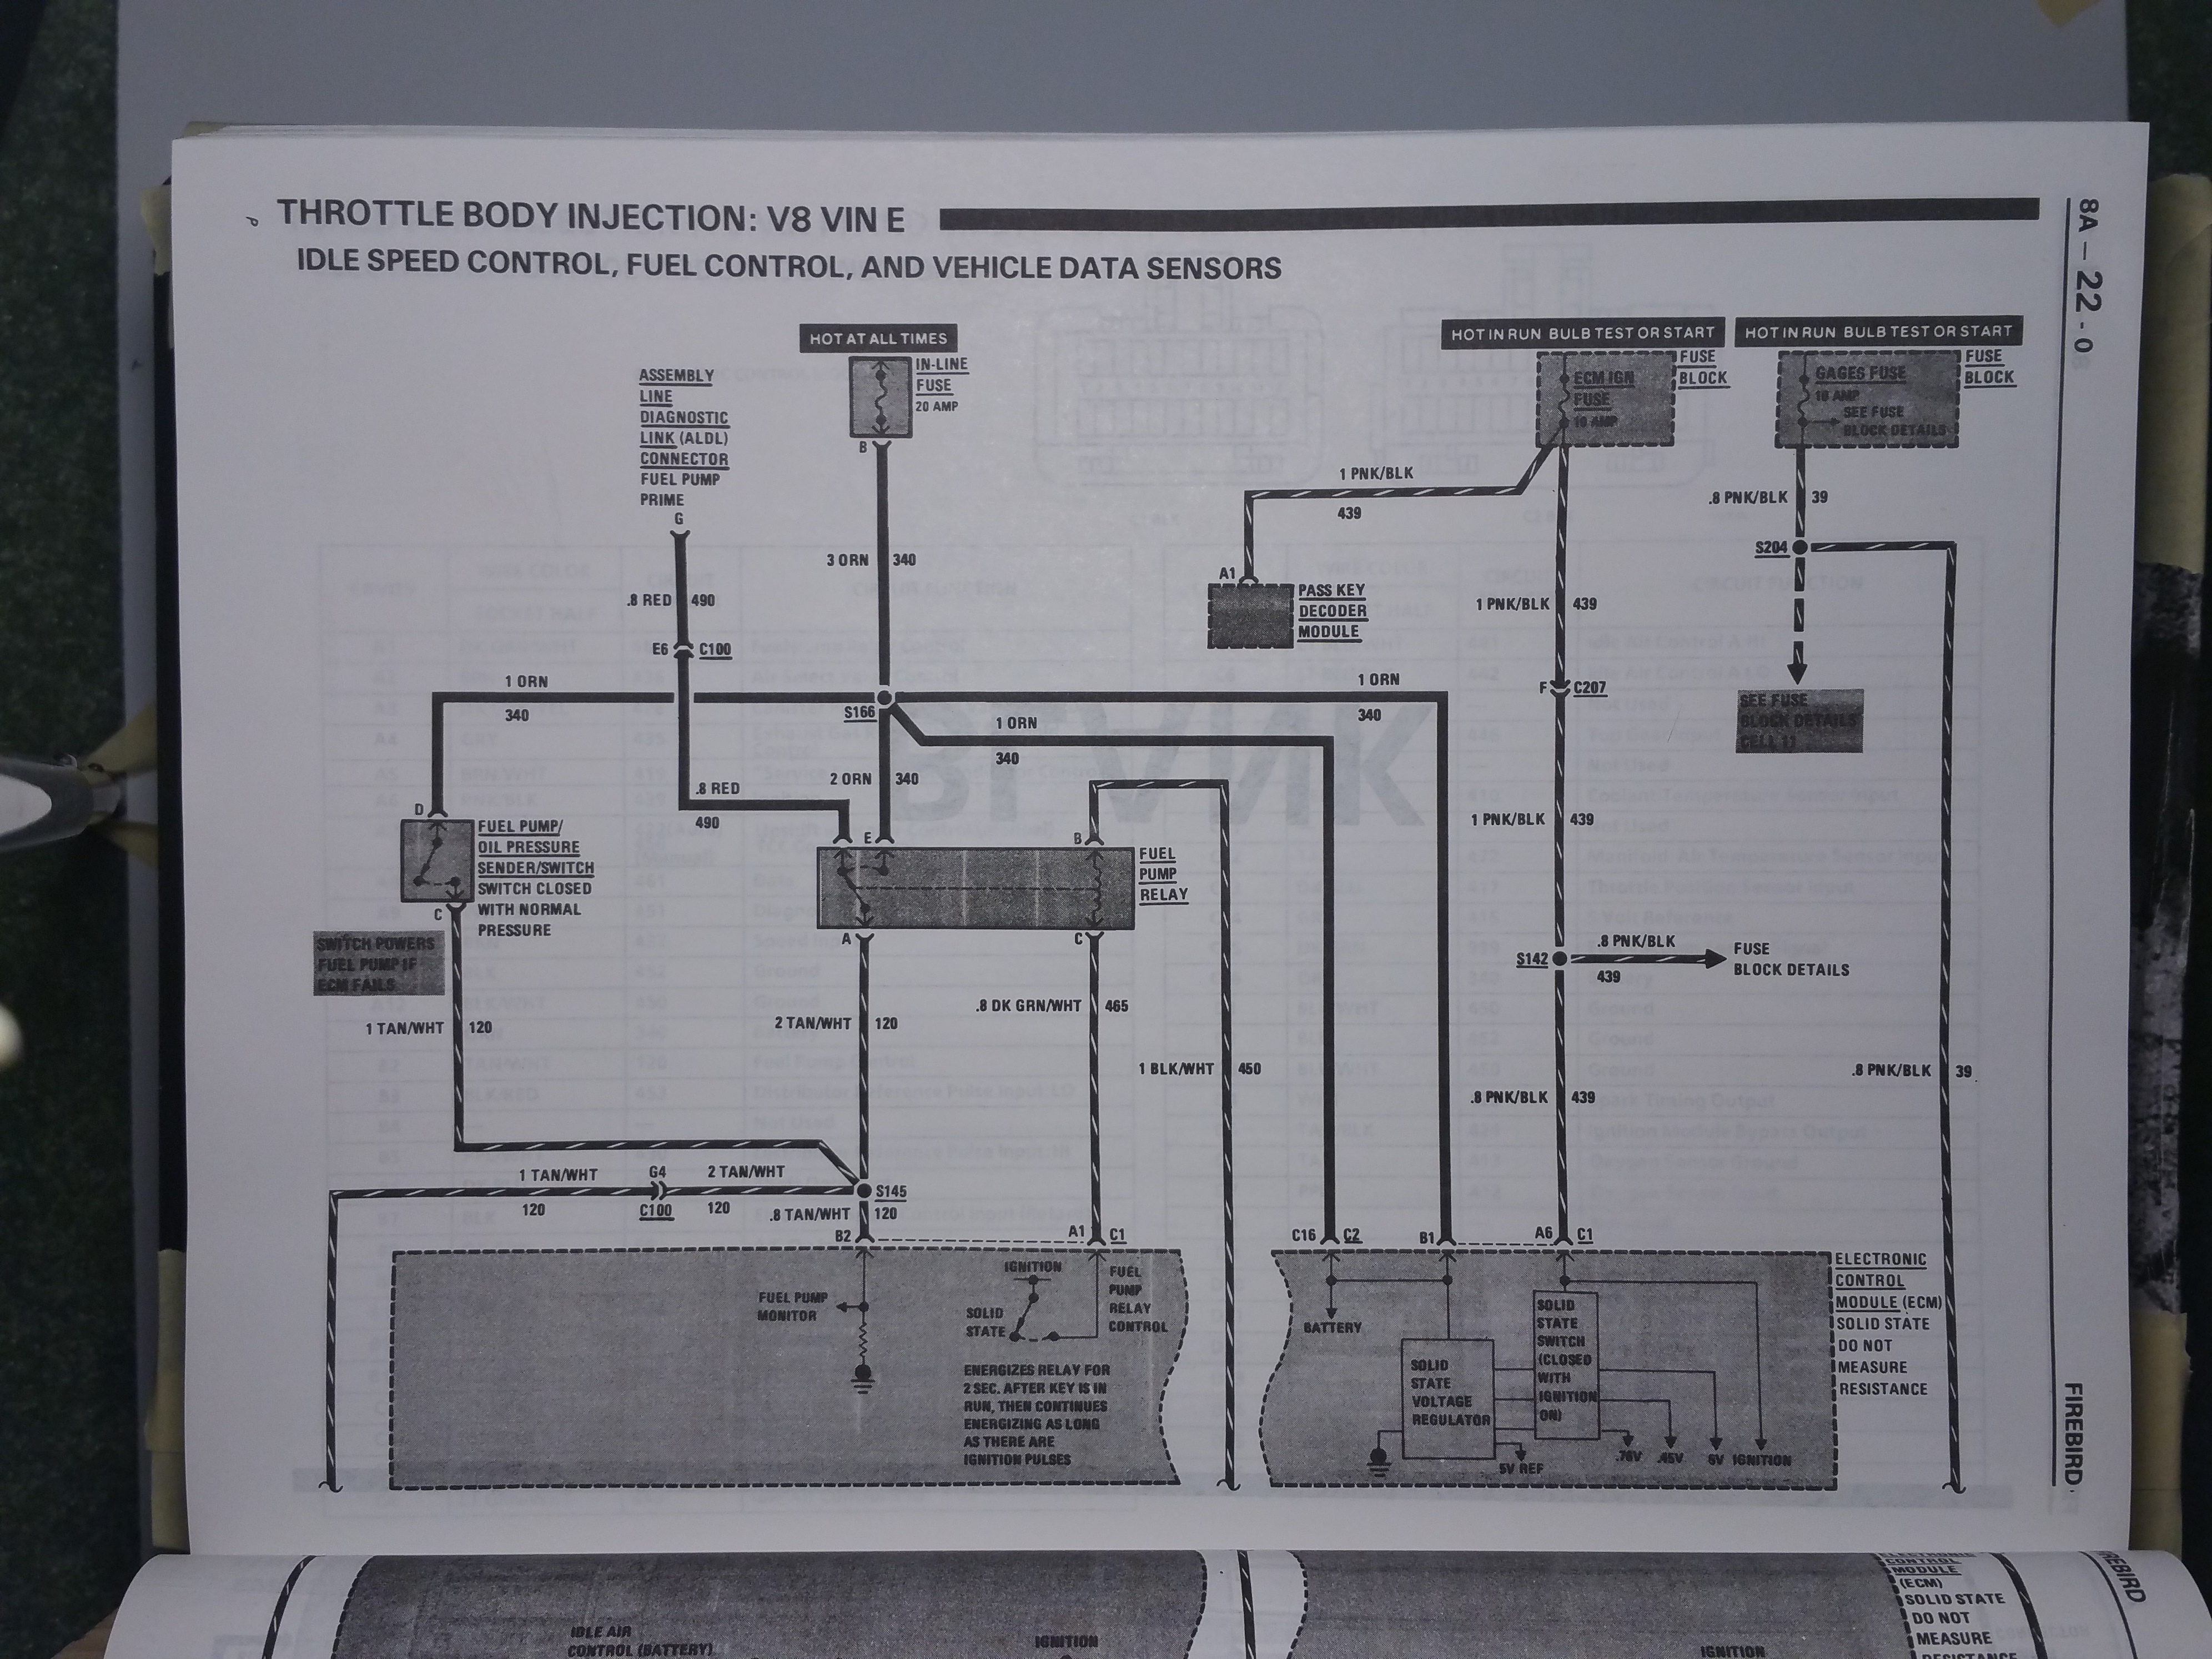 THROTTLE BODY INJECTION: V8 VIN E
IDLE SPEED CONTROL, FUEL CONTROL, AND VEHICLE DATA SENSORS
8A — 22 - 0
HOT AT ALL TIMES
IN-LINE
FUSE
20 AMP
B
ASSEMBLY
LINE
DIAGNOSTIC
LINK (ALDL)
CONNECTOR
FUEL PUMP
PRIME
G
HOT IN RUN BULB TEST OR START
FUSE
BLOCK
ECM IGN
FUSE
10 AMP
HOT IN RUN BULB TEST OR START
FUSE
BLOCK
GAGES FUSE
10 AMP
SEE FUSE
BLOCK DETAILS
1 PNK/BLK
439
.8 PNK/BLK 39
S204
3 ORN 340
.8 RED 490
E6 C100
A1
PASS KEY
DECODER
MODULE
1 PNK/BLK 439
F C207
SEE FUSE
BLOCK DETAILS
CELL 11
1 ORN
340
S166
1 ORN
340
1 ORN
340
.8 RED
490
2 ORN 340
D
FUEL PUMP/
OIL PRESSURE
SENDER/SWITCH
SWITCH CLOSED
WITH NORMAL
PRESSURE
C
E
B
FUEL
PUMP
RELAY
A
C
1 PNK/BLK 439
SWITCH POWERS
FUEL PUMP IF
ECM FAILS
S142
.8 PNK/BLK
439
FUSE
BLOCK DETAILS
1 TAN/WHT 120
2 TAN/WHT 120
.8 DK GRN/WHT 465
1 BLK/WHT 450
.8 PNK/BLK 439
.8 PNK/BLK 39
1 TAN/WHT
120
G4
C100
2 TAN/WHT
120
S145
.8 TAN/WHT 120
B2
A1 C1
C16 C2
B1
A6 C1
FUEL PUMP
MONITOR
IGNITION
SOLID
STATE
FUEL
PUMP
RELAY
CONTROL
ENERGIZES RELAY FOR
2 SEC. AFTER KEY IS IN
RUN, THEN CONTINUES
ENERGIZING AS LONG
AS THERE ARE
IGNITION PULSES
BATTERY
SOLID
STATE
VOLTAGE
REGULATOR
SOLID
STATE
SWITCH
(CLOSED
WITH
IGNITION
ON)
5V REF
.45V
IGNITION
ELECTRONIC
CONTROL
MODULE (ECM)
SOLID STATE
DO NOT
MEASURE
RESISTANCE
FIREBIRD
IDLE AIR
CONTROL (BATTERY)
IGNITION
IGNITION
ELECTRONIC
CONTROL
MODULE
(ECM)
SOLID STATE
DO NOT
MEASURE
RESISTANCE
FIREBIRD